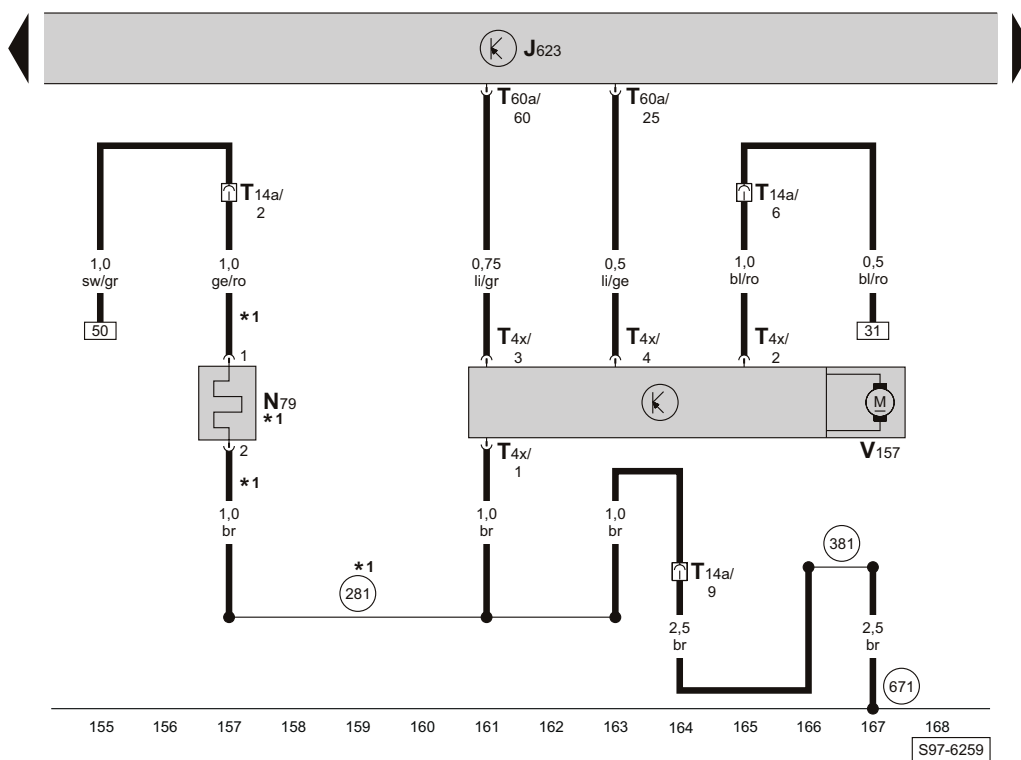 J623
T60a/
60
T60a/
25
T14a/
2
T14a/
6
1,0
sw/gr
1,0
ge/ro
0,75
li/gr
0,5
li/ge
1,0
bl/ro
0,5
bl/ro
*1
50
31
1
T4x/
3
T4x/
4
T4x/
2
N79
*1
M
2
T4x/
1
V157
*1
1,0
br
1,0
br
1,0
br
381
*1
281
T14a/
9
2,5
br
2,5
br
671
155 156 157 158 159 160 161 162 163 164 165 166 167 168
S97-6259